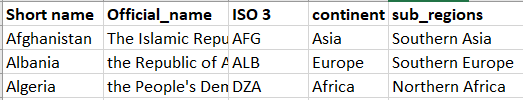 Short name Official_name ISO 3 continent sub_regions
Afghanistan The Islamic Repu AFG Asia Southern Asia
Albania the Republic of A ALB Europe Southern Europe
Algeria the People's Den DZA Africa Northern Africa